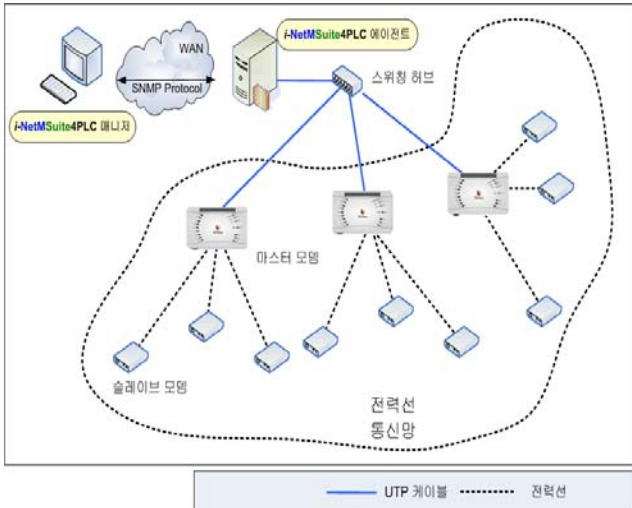 i-NetMSuite4PLC 에이전트
WAN
SNMP Protocol
스위칭 허브
i-NetMSuite4PLC 매니저
마스터 모뎀
슬레이브 모뎀
전력선
통신망
UTP 케이블
전력선